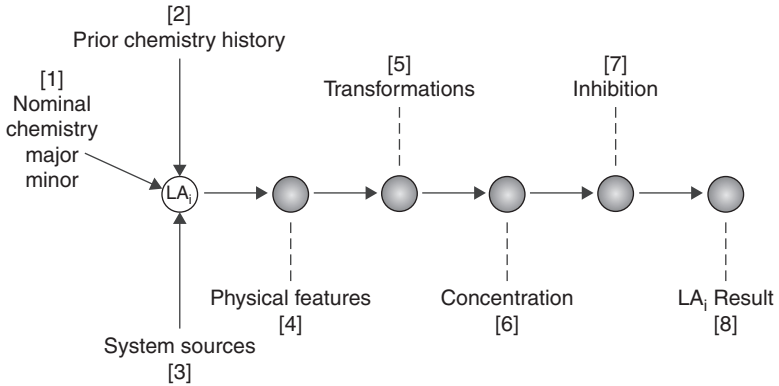 [2]
Prior chemistry history
[1]
Nominal
chemistry
major
minor
[5]
Transformations
[7]
Inhibition
LAi
Physical features
[4]
Concentration
[6]
LAi Result
[8]
System sources
[3]